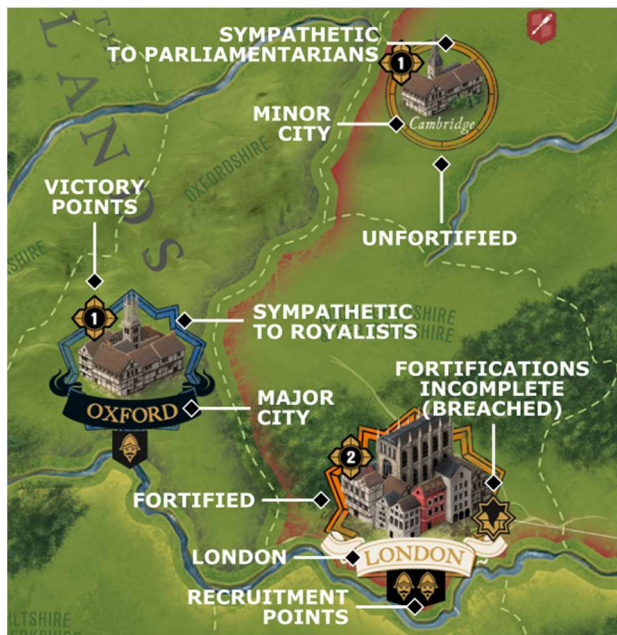 SYMPATHETIC
TO PARLIAMENTARIANS
1
MINOR
CITY
Cambridge
UNFORTIFIED
OXFORDSHIRE
LANDS
VICTORY
POINTS
1
SYMPATHETIC
TO ROYALISTS
OXFORD
MAJOR
CITY
FORTIFICATIONS
INCOMPLETE
(BREACHED)
2
FORTIFIED
LONDON
LONDON
RECRUITMENT
POINTS